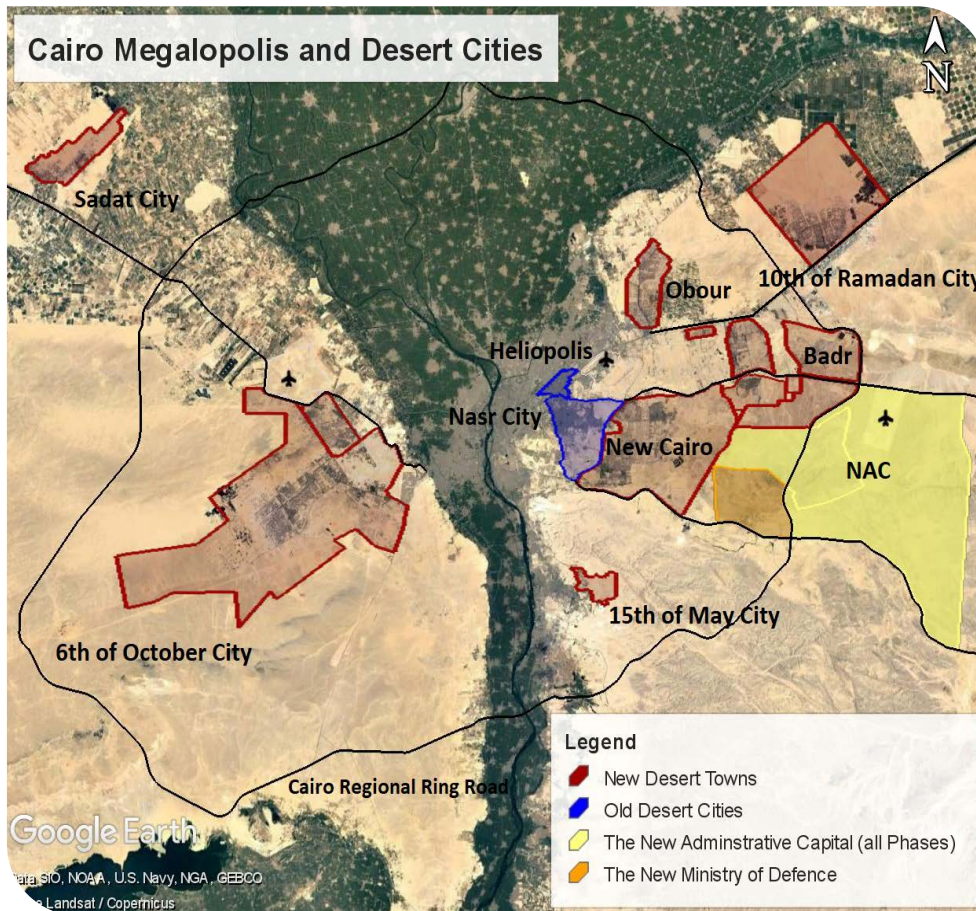 Cairo Megalopolis and Desert Cities
N
Sadat City
10th of Ramadan City
Obour
Heliopolis
Badr
Nasr City
New Cairo
NAC
15th of May City
6th of October City
Cairo Regional Ring Road
Legend
New Desert Towns
Old Desert Cities
The New Adminstrative Capital (all Phases)
The New Ministry of Defence
Google Earth
SIO, NOAA, U.S. Navy, NGA, GEBCO
Landsat / Copernicus